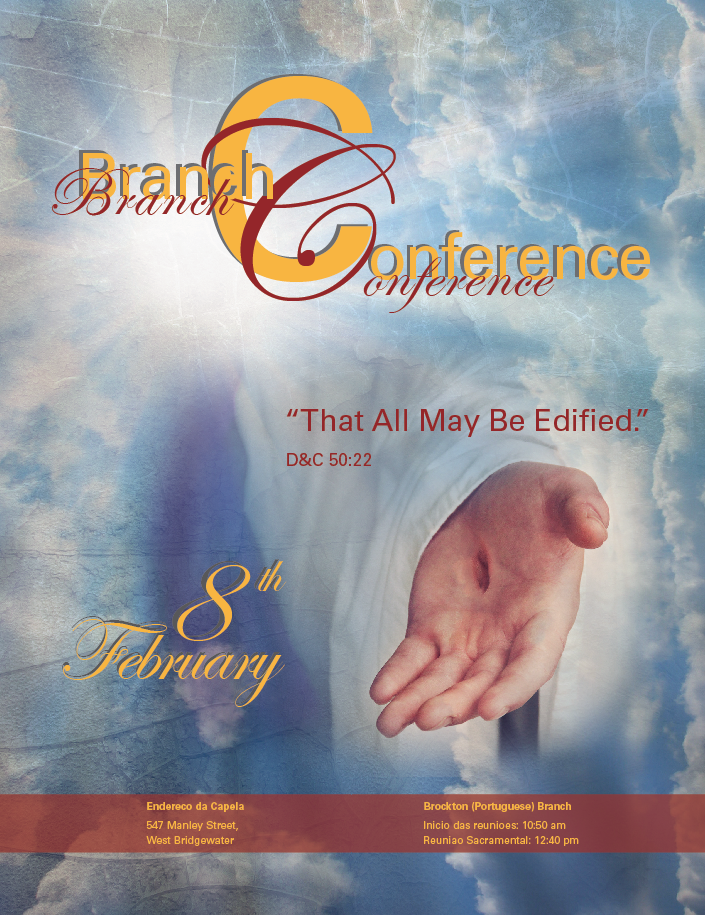 Branch
Branch
Conference
Conference
“That All May Be Edified.”
D&C 50:22
8th
February
Endereco da Capela
547 Manley Street,
West Bridgewater
Brockton (Portuguese) Branch
Inicio das reunioes: 10:50 am
Reuniao Sacramental: 12:40 pm